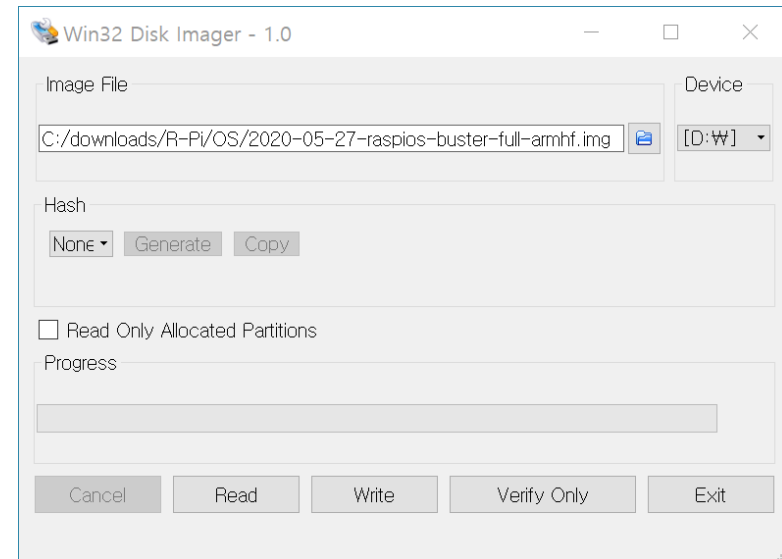 Win32 Disk Imager - 1.0
Image File
Device
C:/downloads/R-Pi/OS/2020-05-27-raspios-buster-full-armhf.img
[D:₩]
Hash
None
Generate
Copy
Read Only Allocated Partitions
Progress
Cancel
Read
Write
Verify Only
Exit